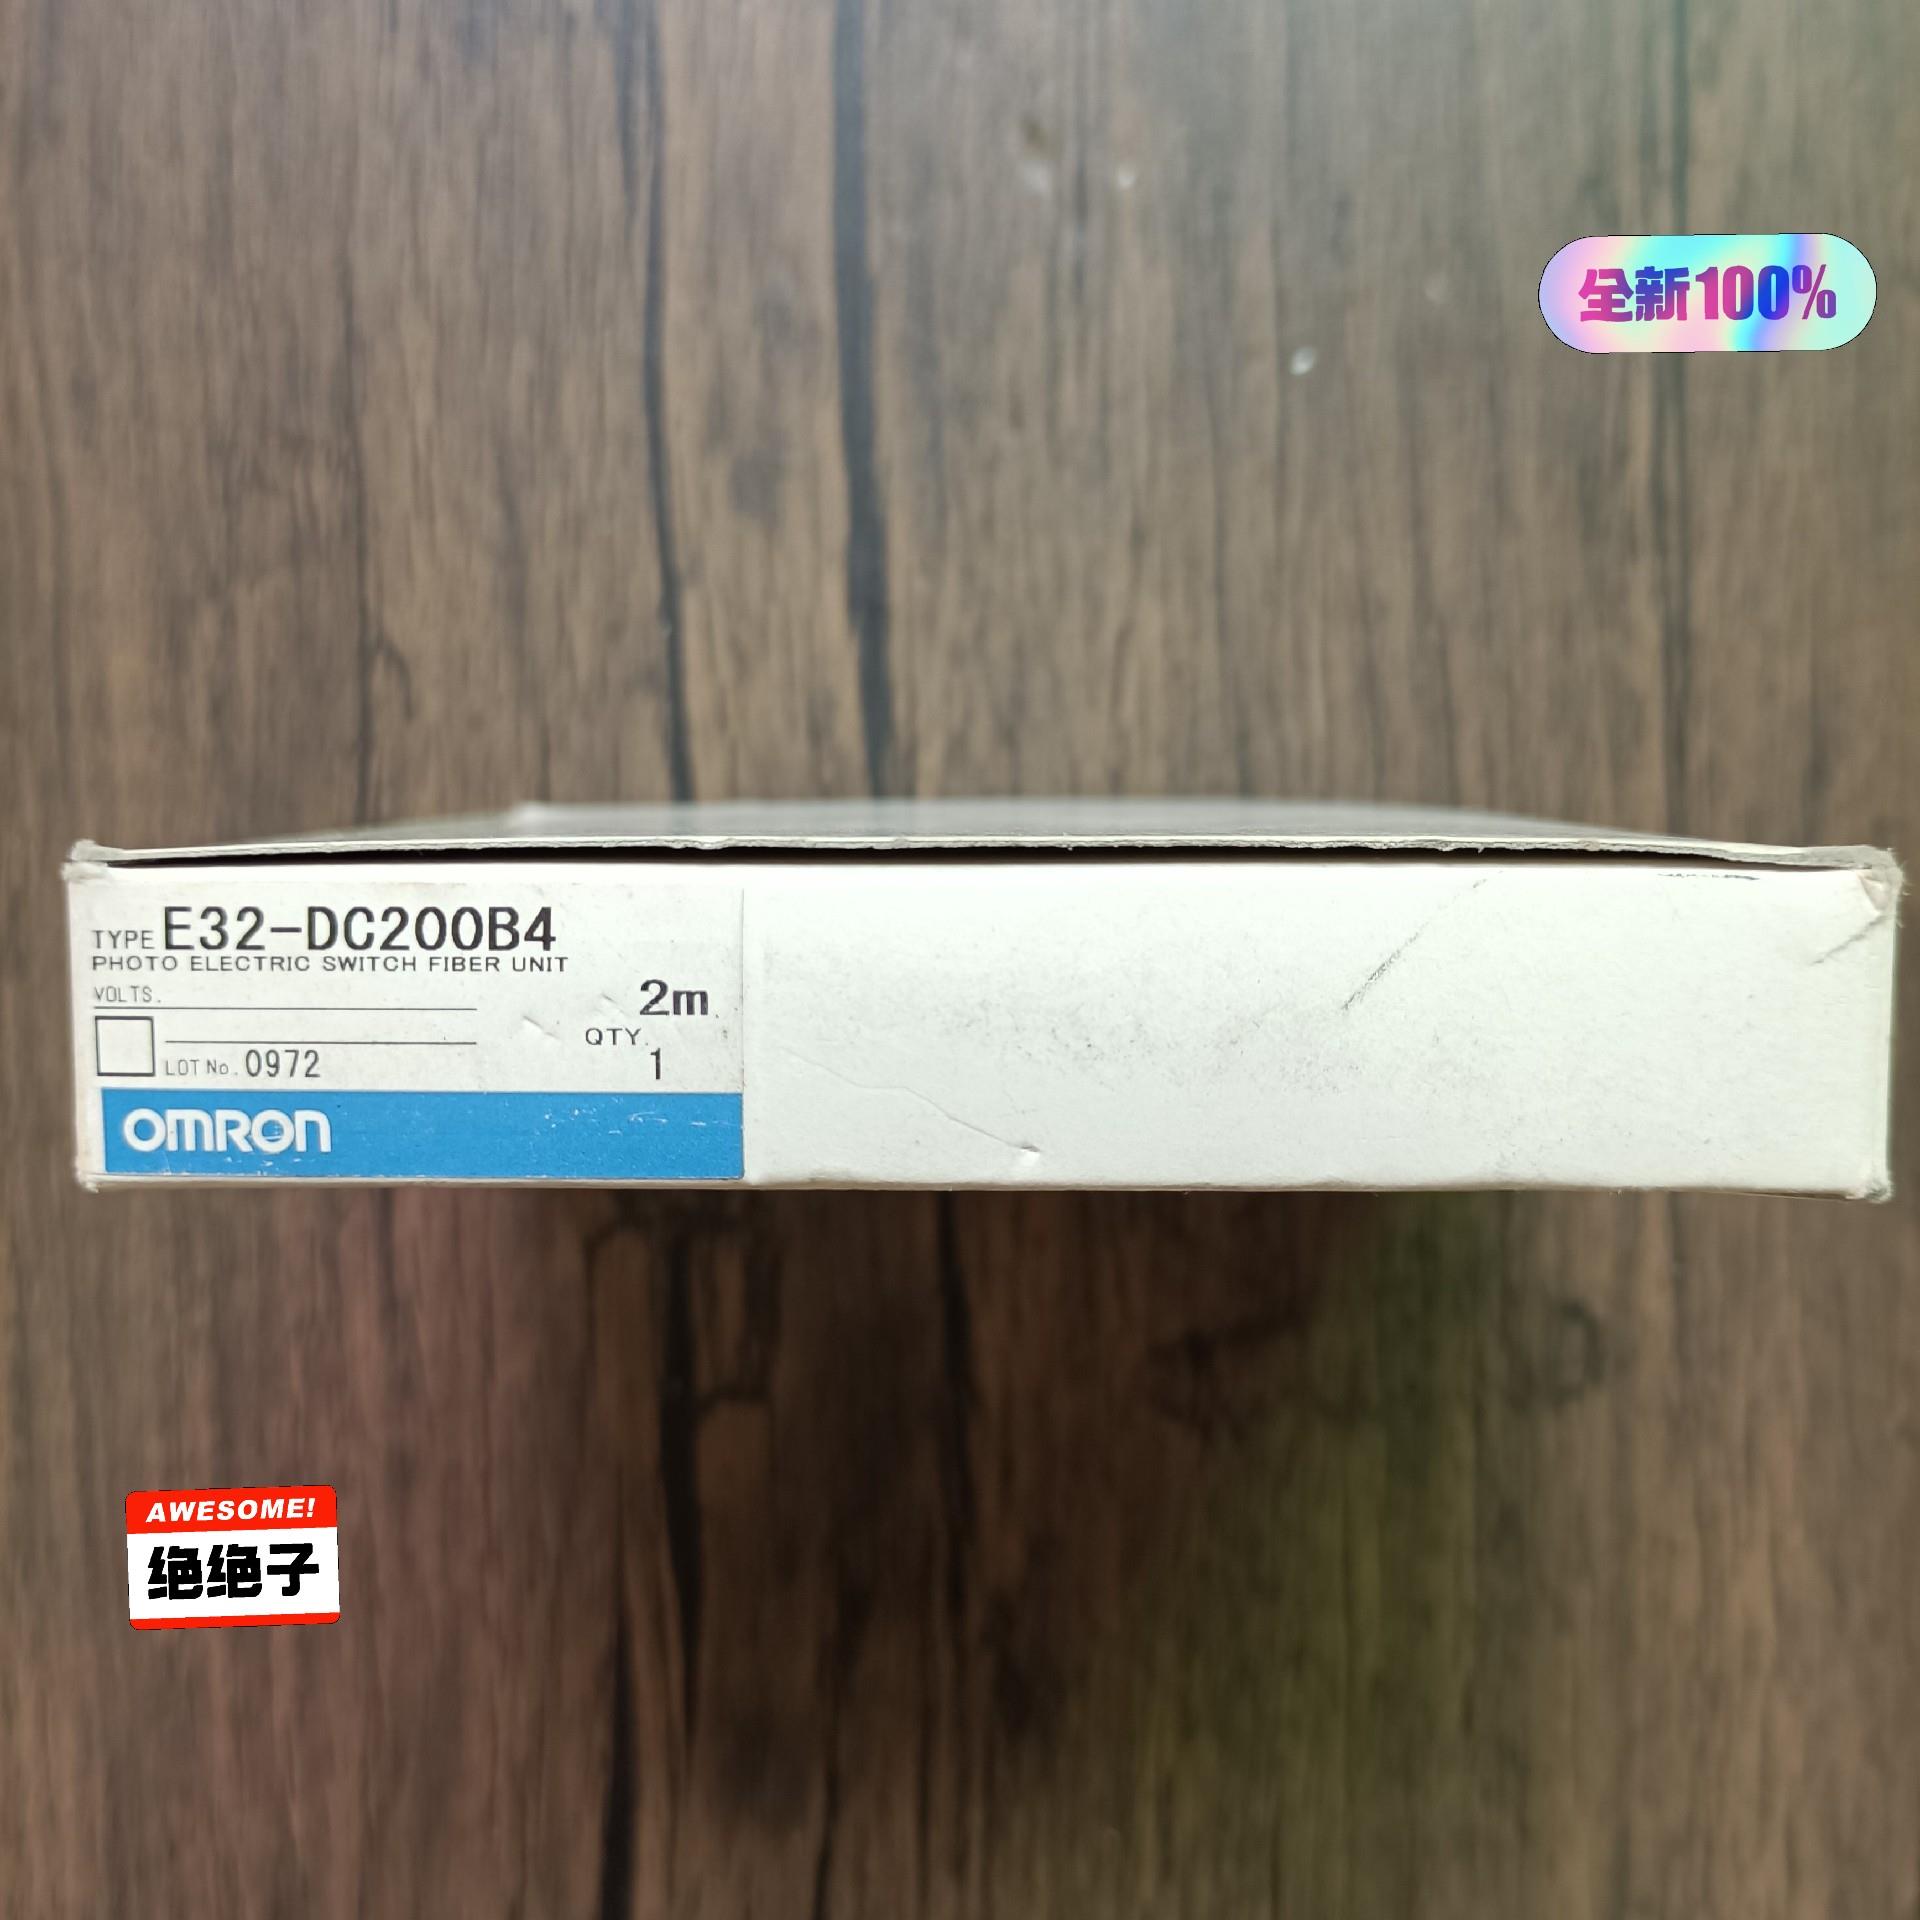 全新100%
TYPE E32-DC200B4
PHOTO ELECTRIC SWITCH FIBER UNIT
VOLTS.
2m
QTY.
1
LOT No. 0972
OMRON
AWESOME!
绝绝子